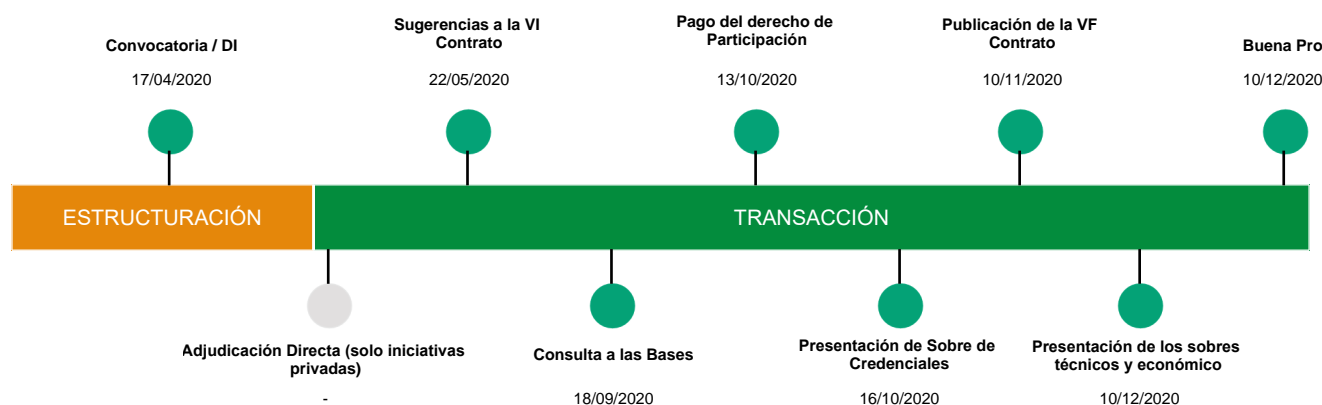 Convocatoria / DI
17/04/2020
Sugerencias a la VI
Contrato
22/05/2020
Pago del derecho de
Participación
13/10/2020
Publicación de la VF
Contrato
10/11/2020
Buena Pro
10/12/2020
ESTRUCTURACIÓN
TRANSACCIÓN
Adjudicación Directa (solo iniciativas
privadas)
-
Consulta a las Bases
18/09/2020
Presentación de Sobre de
Credenciales
16/10/2020
Presentación de los sobres
técnicos y económico
10/12/2020